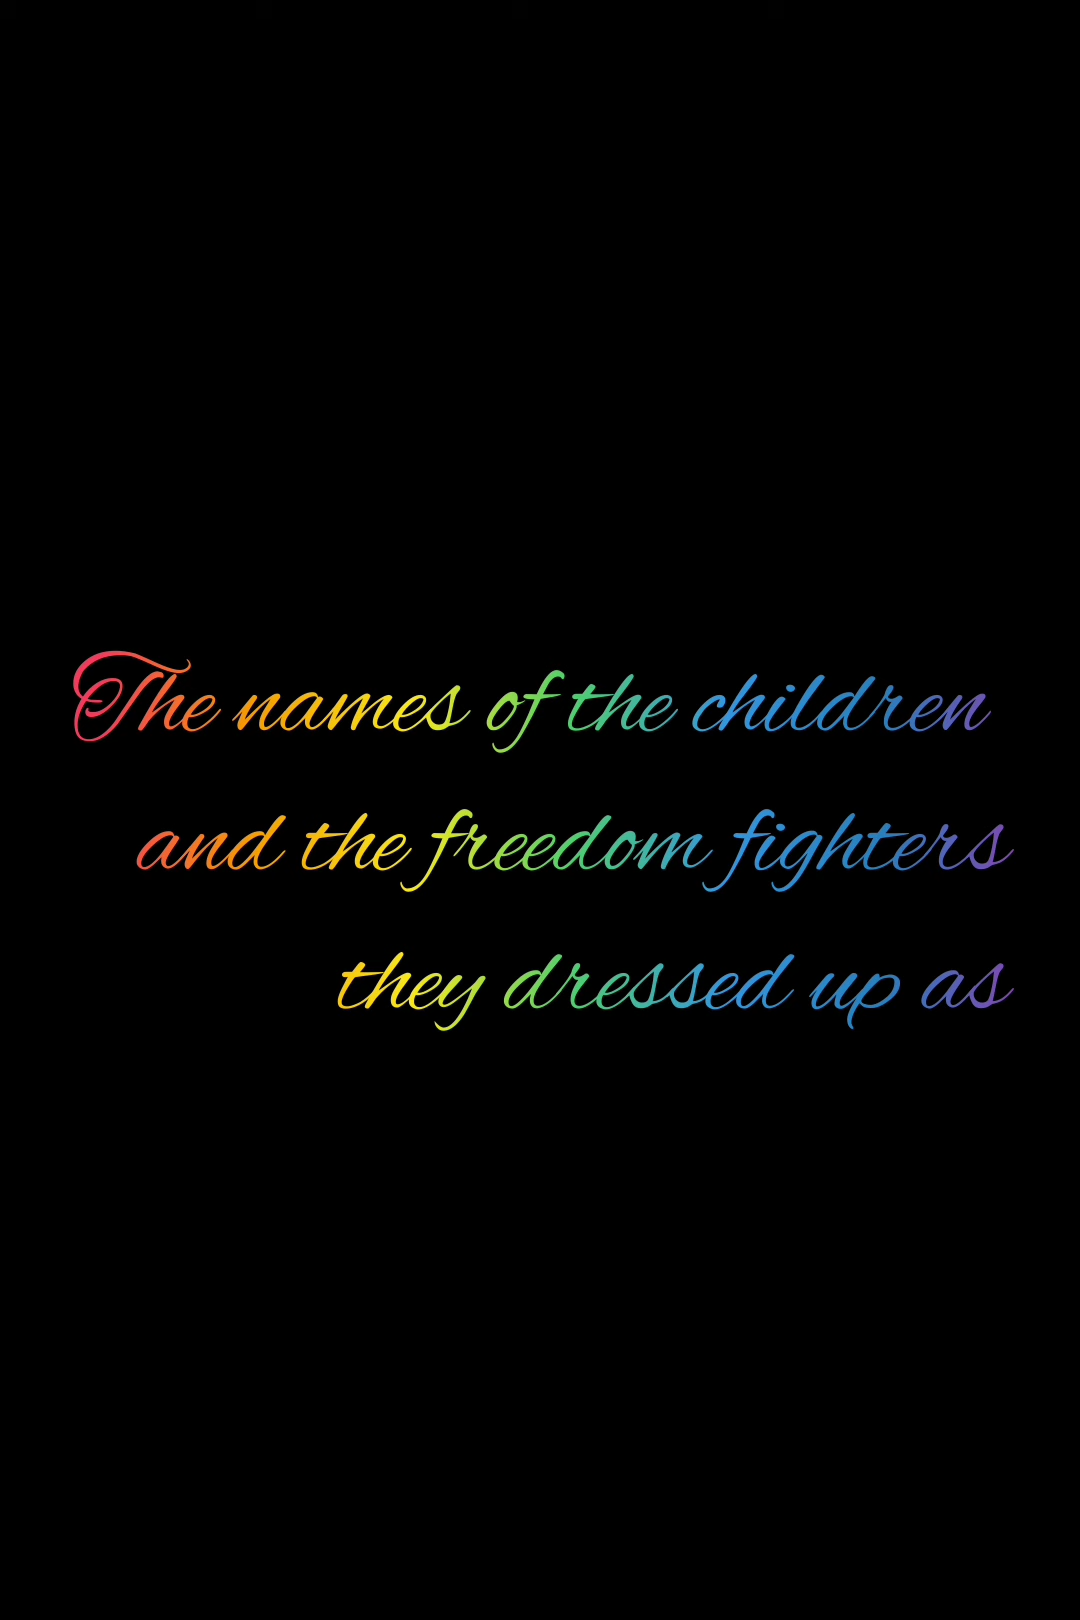 The names of the children
and the freedom fighters
they dressed up as